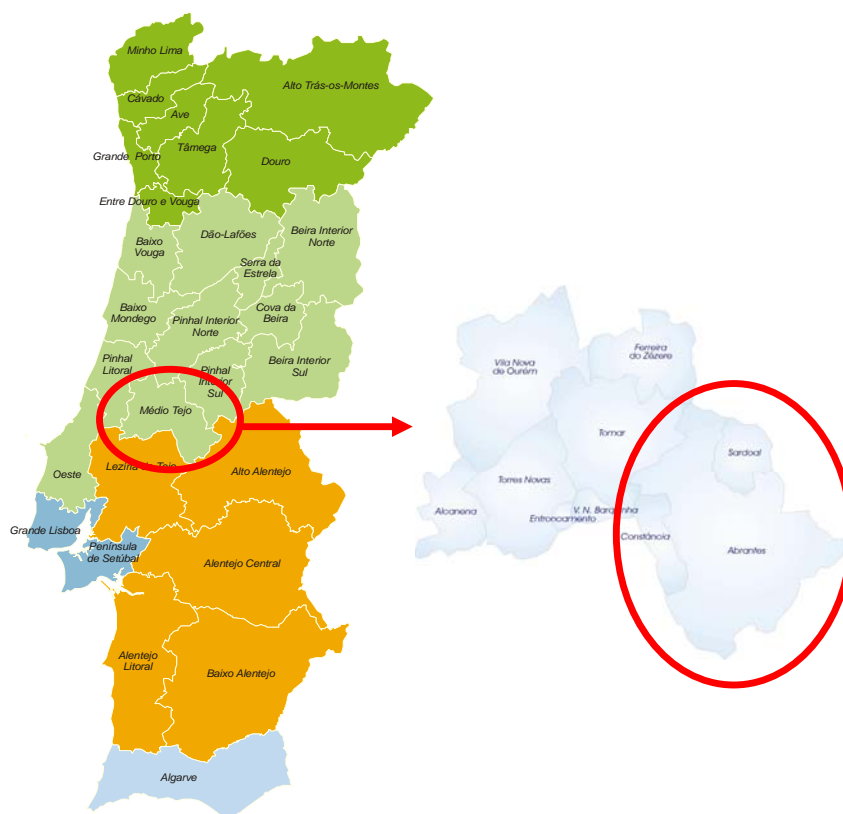 Minho Lima
Alto Trás-os-Montes
Cávado
Ave
Tâmega
Grande Porto
Douro
Entre Douro e Vouga
Baixo
Vouga
Dão-Lafões
Beira Interior
Norte
Serra da
Estrela
Baixo
Mondego
Pinhal Interior
Norte
Cova da
Beira
Pinhal
Litoral
Pinhal
Interior
Sul
Beira Interior
Sul
Médio Tejo
Oeste
Lezíria do Tejo
Alto Alentejo
Grande Lisboa
Península
de Setúbal
Alentejo Central
Alentejo
Litoral
Baixo Alentejo
Algarve
Vila Nova
de Ourém
Ferreira
do Zêzere
Tomar
Sardoal
Torres Novas
Alcanena
V. N. Barquinha
Entroncamento
Constância
Abrantes